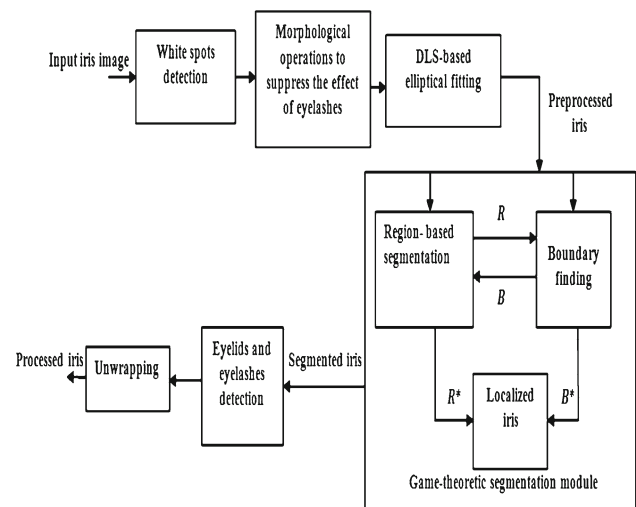 Input iris image
White spots
detection
Morphological
operations to
suppress the effect
of eyelashes
DLS-based
elliptical fitting
Preprocessed
iris
Region- based
segmentation
R
B
Boundary
finding
R*
Localized
iris
B*
Game-theoretic segmentation module
Segmented iris
Eyelids and
eyelashes
detection
Unwrapping
Processed iris